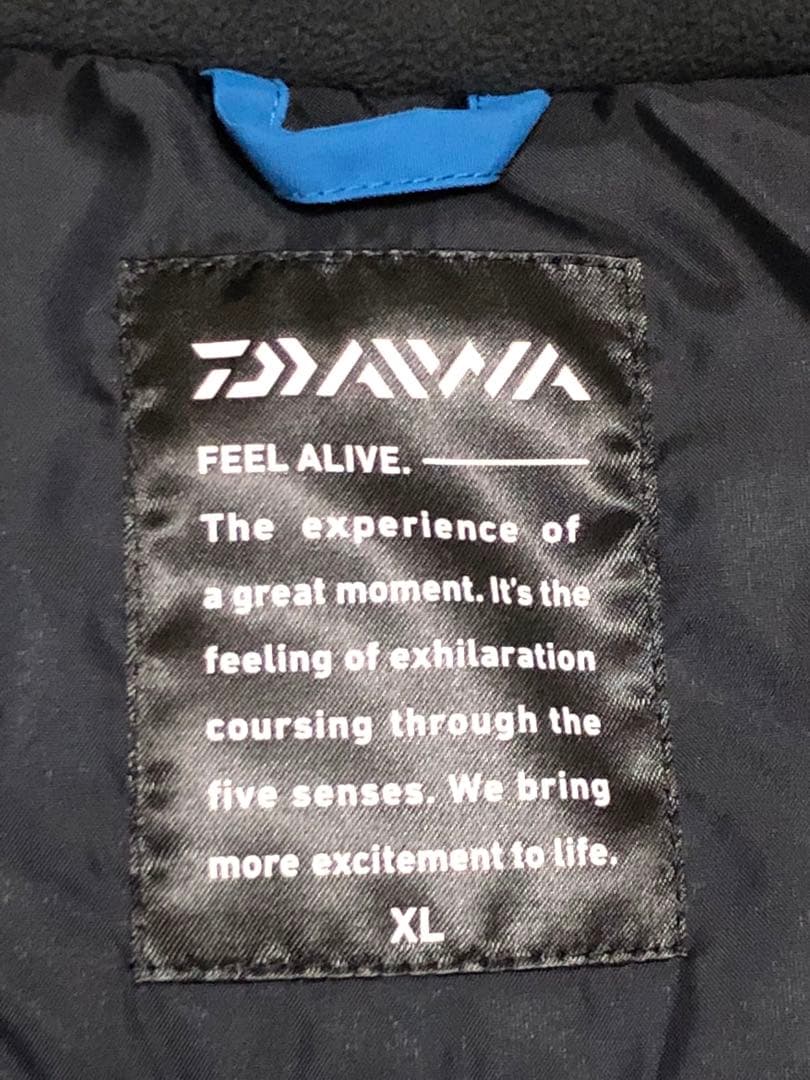 DAIWA
FEEL ALIVE.
The experience of
a great moment. It's the
feeling of exhilaration
coursing through the
five senses. We bring
more excitement to life.
XL